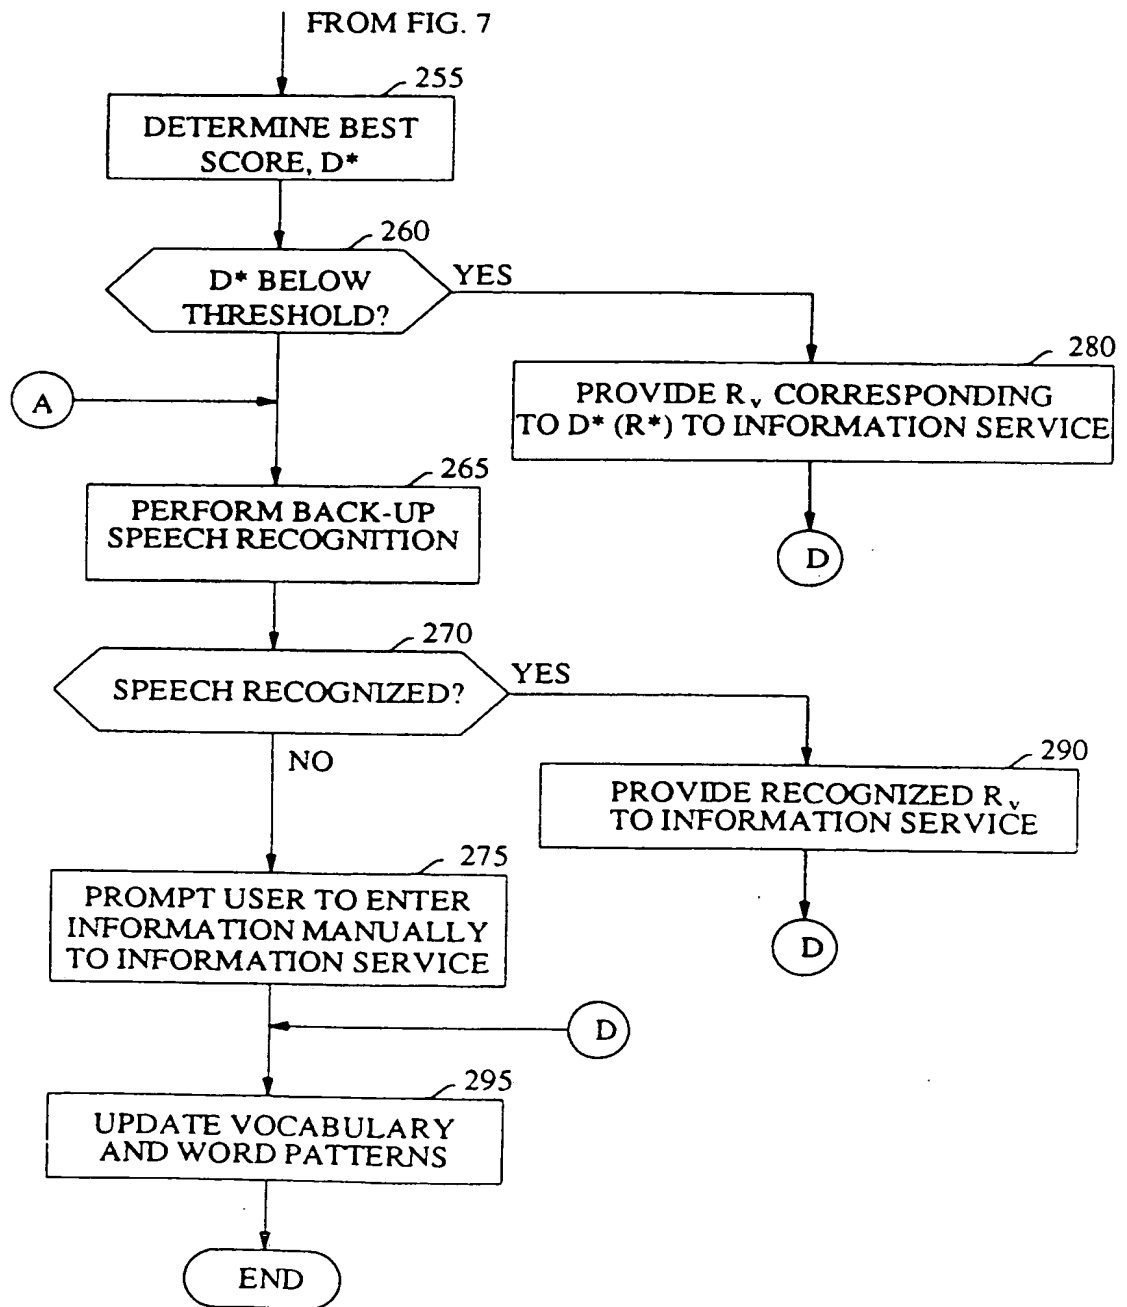 FROM FIG. 7
255
DETERMINE BEST
SCORE, D*
260
D* BELOW
THRESHOLD?
YES
280
PROVIDE Rv CORRESPONDING
TO D* (R*) TO INFORMATION SERVICE
A
265
PERFORM BACK-UP
SPEECH RECOGNITION
D
270
SPEECH RECOGNIZED?
YES
NO
290
PROVIDE RECOGNIZED Rv
TO INFORMATION SERVICE
275
PROMPT USER TO ENTER
INFORMATION MANUALLY
TO INFORMATION SERVICE
D
D
295
UPDATE VOCABULARY
AND WORD PATTERNS
END